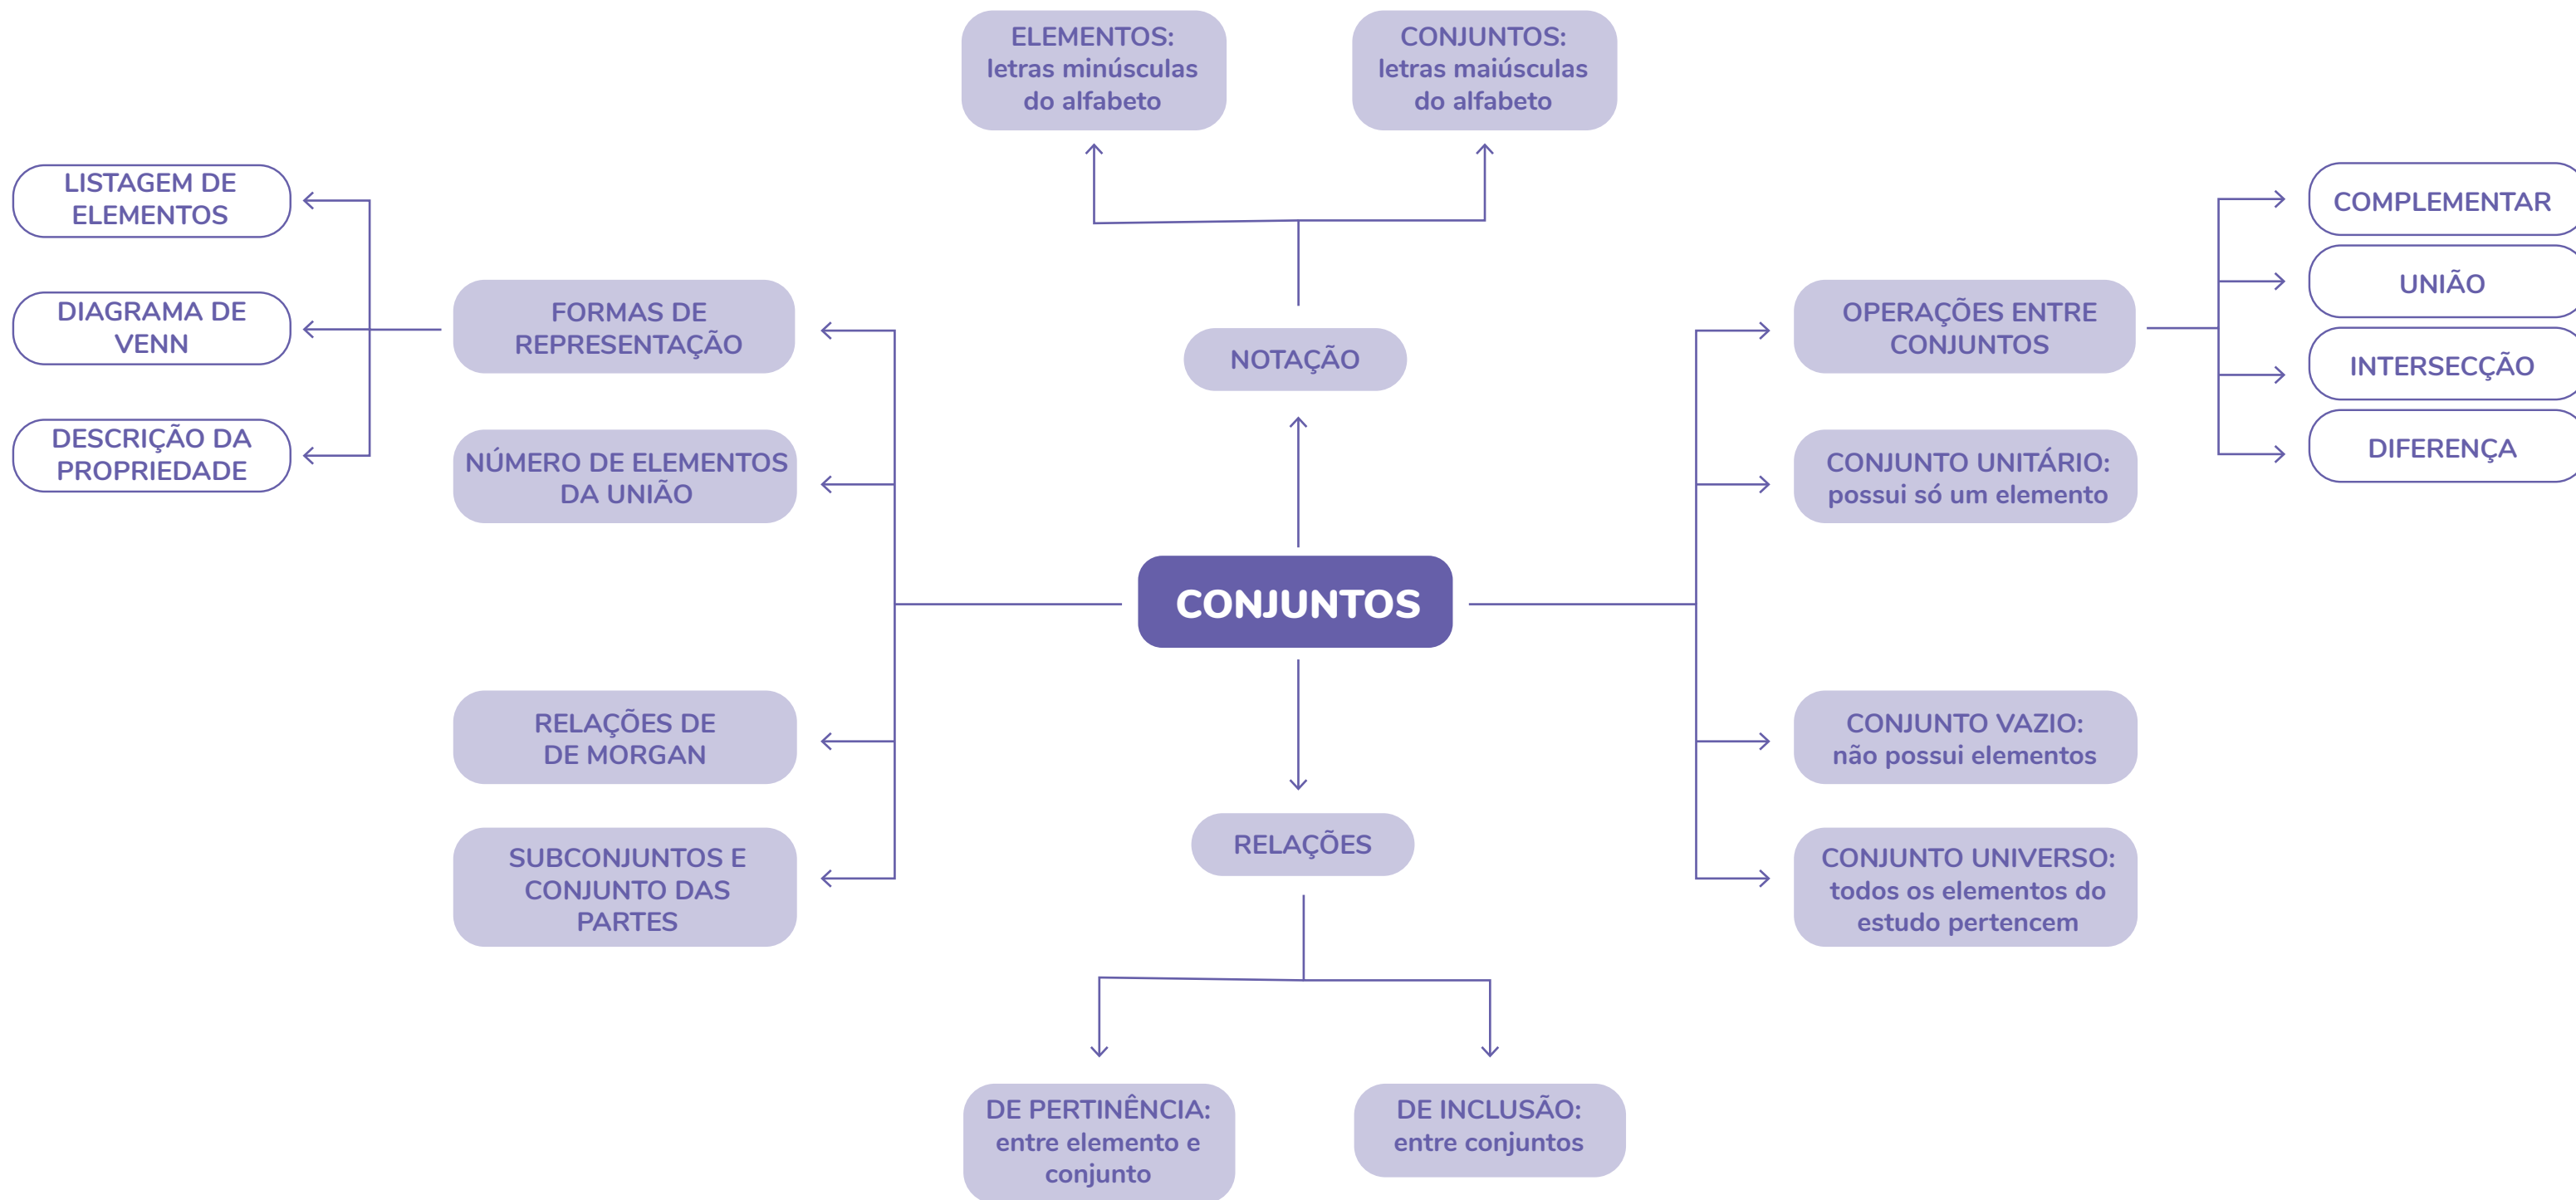 ELEMENTOS:
letras minúsculas
do alfabeto
CONJUNTOS:
letras maiúsculas
do alfabeto
LISTAGEM DE
ELEMENTOS
DIAGRAMA DE
VENN
DESCRIÇÃO DA
PROPRIEDADE
FORMAS DE
REPRESENTAÇÃO
NÚMERO DE ELEMENTOS
DA UNIÃO
NOTAÇÃO
OPERAÇÕES ENTRE
CONJUNTOS
CONJUNTO UNITÁRIO:
possui só um elemento
COMPLEMENTAR
UNIÃO
INTERSECÇÃO
DIFERENÇA
CONJUNTOS
RELAÇÕES DE
DE MORGAN
SUBCONJUNTOS E
CONJUNTO DAS
PARTES
RELAÇÕES
CONJUNTO VAZIO:
não possui elementos
CONJUNTO UNIVERSO:
todos os elementos do
estudo pertencem
DE PERTINÊNCIA:
entre elemento e
conjunto
DE INCLUSÃO:
entre conjuntos